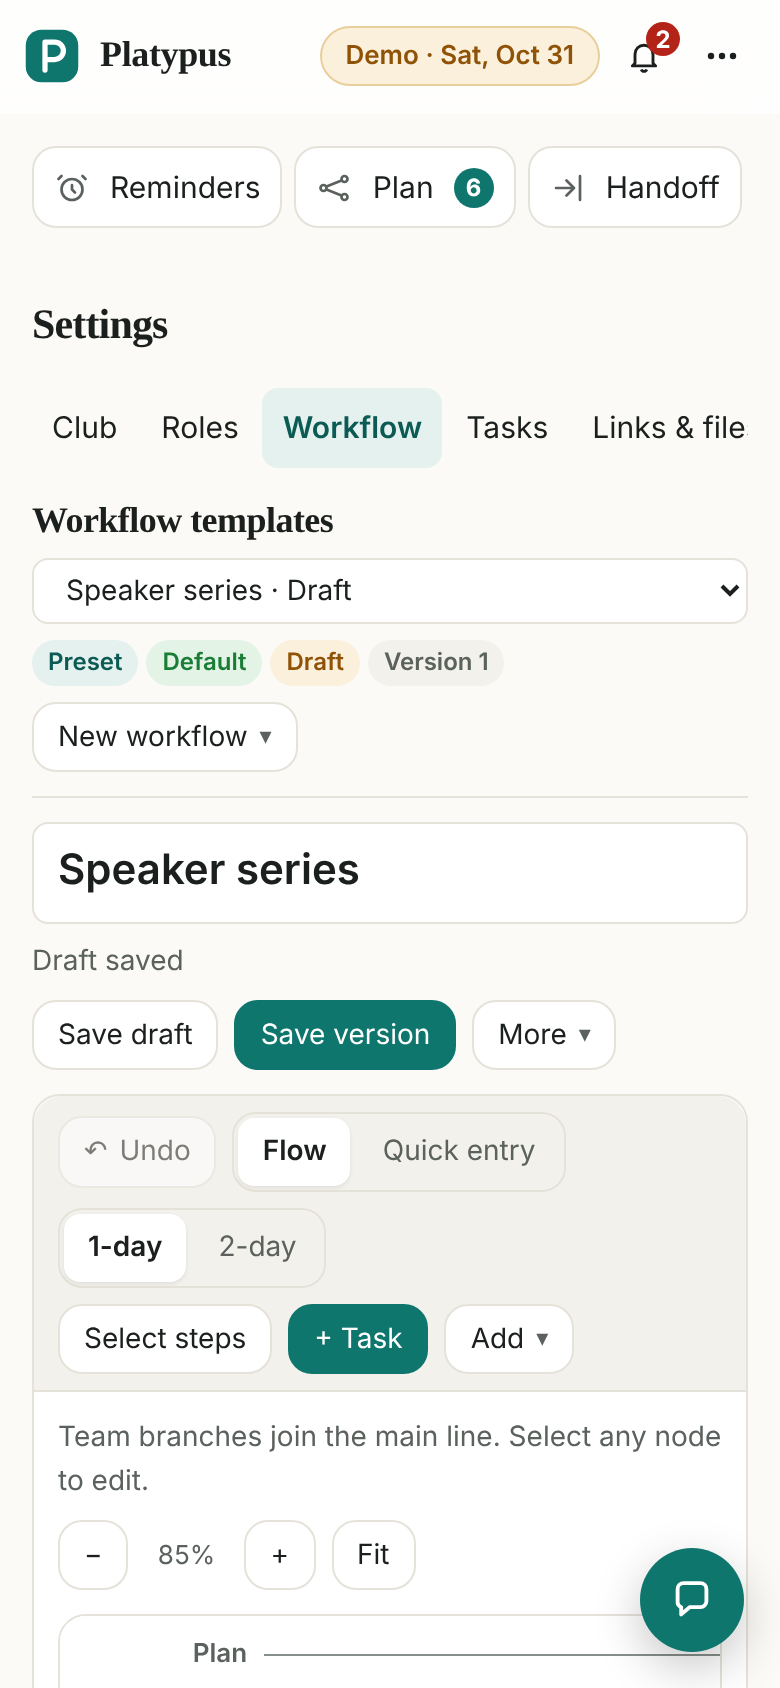 Platypus
Demo · Sat, Oct 31
2
Reminders
Plan 6
Handoff
Settings
Club
Roles
Workflow
Tasks
Links & file
Workflow templates
Speaker series · Draft
Preset
Default
Draft
Version 1
New workflow ▾
Speaker series
Draft saved
Save draft
Save version
More ▾
↶ Undo
Flow
Quick entry
1-day
2-day
Select steps
+ Task
Add ▾
Team branches join the main line. Select any node
to edit.
−
85%
+
Fit
Plan